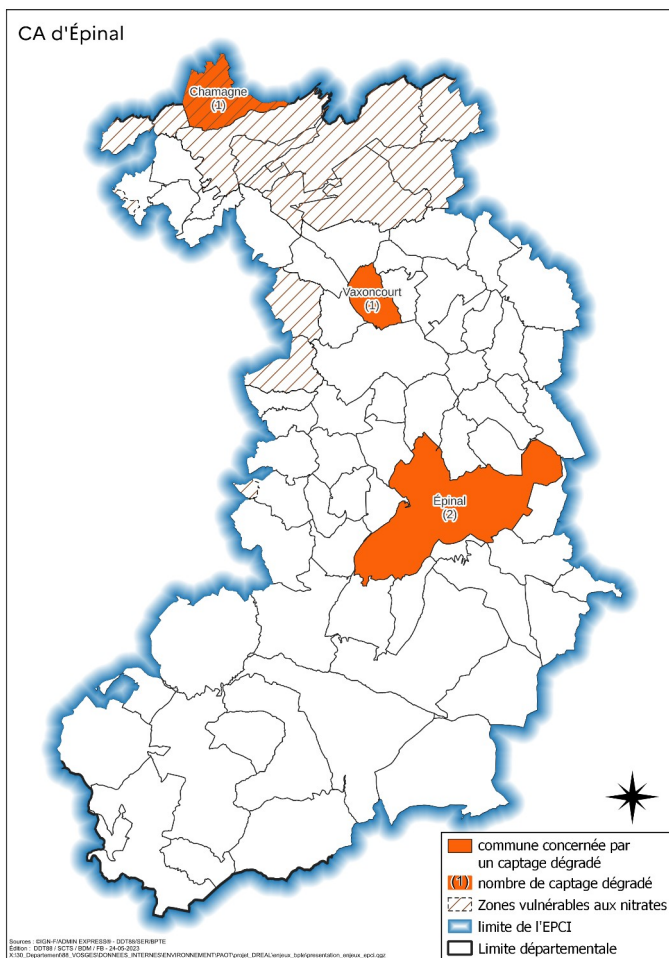 CA d'Épinal
Chamagne
(1)
Vaxoncourt
(1)
Épinal
(2)
commune concernée par
un captage dégradé
(1) nombre de captage dégradé
Zones vulnérables aux nitrates
limite de l'EPCI
Limite départementale
Sources : ©IGN-F/ADMIN EXPRESS® - DDT88/SER/BPTE
Edition : DDT88 / SCTS / BDM / FB - 24-05-2023